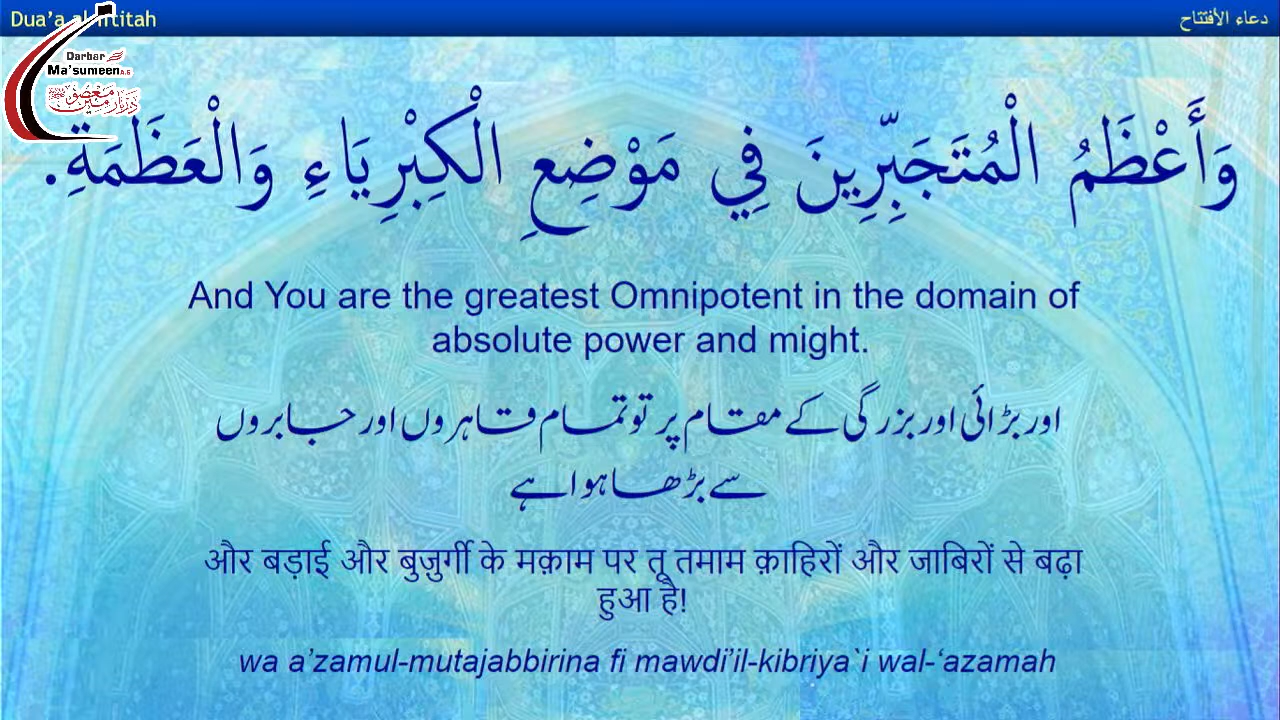 Dua’a al-Iftitah
دعاء الأفتتاح
Darbar
Ma'sumeen A.S
وَأَعْظَمُ الْمُتَجَبِّرِينَ فِي مَوْضِعِ الْكِبْرِيَاءِ وَالْعَظَمَةِ.
And You are the greatest Omnipotent in the domain of
absolute power and might.
اور بڑائی اور بزرگی کے مقام پر تو تمام قاہروں اور جابروں
سے بڑھا ہوا ہے
और बड़ाई और बुज़ुर्गी के मक़ाम पर तू तमाम क़ाहिरों और जाबिरों से बढ़ा
हुआ है!
wa a’zamul-mutajabbirina fi mawdi’il-kibriya`i wal-‘azamah